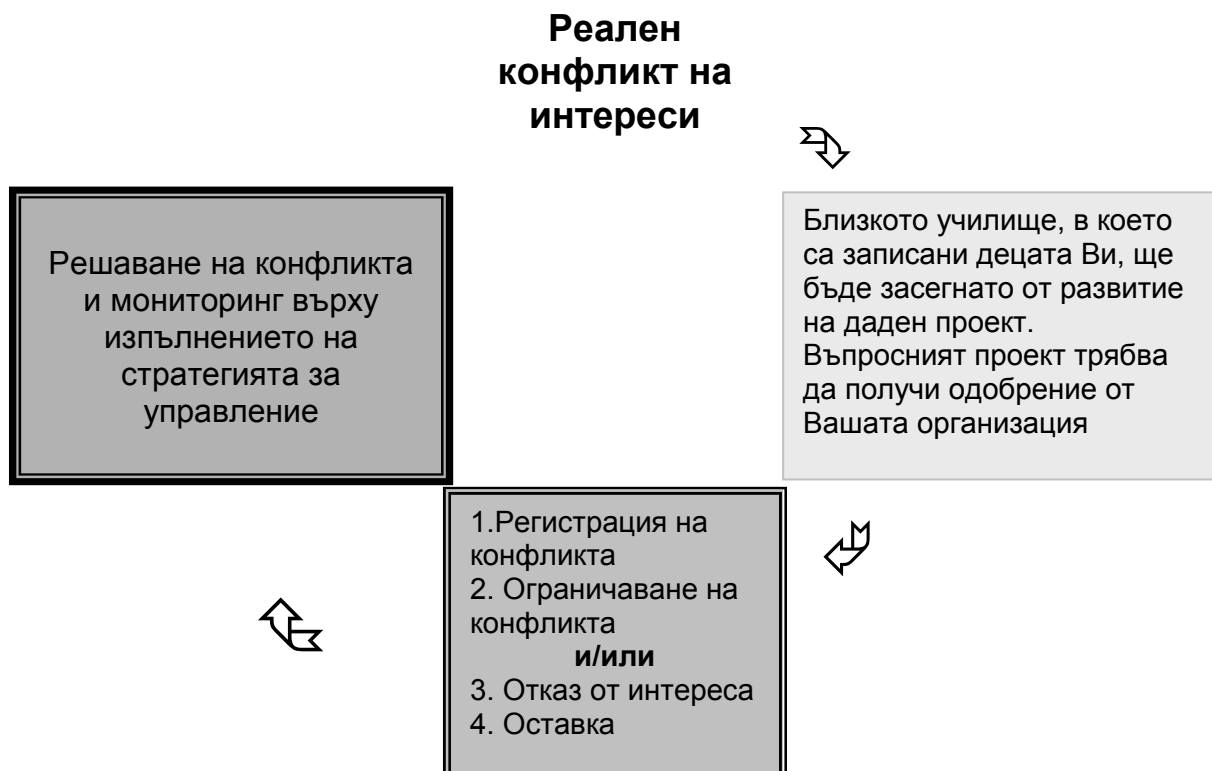 Реален
конфликт на
интереси
Близкото училище, в което
са записани децата Ви, ще
бъде засегнато от развитие
на даден проект.
Въпросният проект трябва
да получи одобрение от
Вашата организация
1.Регистрация на
конфликта
2. Ограничаване на
конфликта
и/или
3. Отказ от интереса
4. Оставка
Решаване на конфликта
и мониторинг върху
изпълнението на
стратегията за
управление